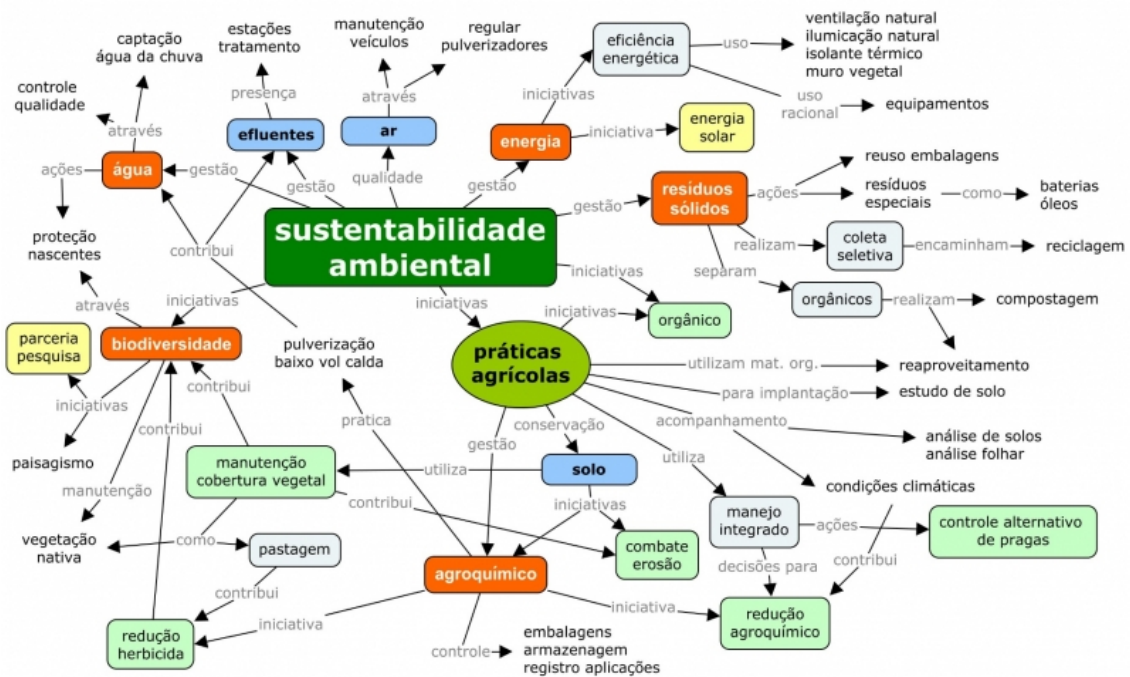 captação
água da chuva
estações
tratamento
manutenção
veículos
regular
pulverizadores
eficiência
energética
uso
ventilação natural
ilumicação natural
isolante térmico
muro vegetal
controle
qualidade
através
presença
através
iniciativas
uso
racional
equipamentos
efluentes
ar
energia
iniciativa
energia
solar
ações
água
gestão
gestão
qualidade
gestão
gestão
resíduos
sólidos
ações
reuso embalagens
resíduos
especiais
como
baterias
óleos
proteção
nascentes
contribui
sustentabilidade
ambiental
realizam
coleta
seletiva
encaminham
reciclagem
separam
orgânicos
realizam
compostagem
através
iniciativas
iniciativas
iniciativas
iniciativas
orgânico
reaproveitamento
parceria
pesquisa
biodiversidade
pulverização
baixo vol calda
práticas
agrícolas
utilizam mat. org.
para implantação
estudo de solo
iniciativas
contribui
contribui
pratica
gestão
conservação
acompanhamento
análise de solos
análise folhar
paisagismo
manutenção
cobertura vegetal
utiliza
solo
utiliza
condições climáticas
manutenção
contribui
iniciativas
manejo
integrado
ações
controle alternativo
de pragas
vegetação
nativa
como
pastagem
combate
erosão
decisões para
contribui
agroquímico
contribui
iniciativa
iniciativa
redução
agroquímico
redução
herbicida
controle
embalagens
armazenagem
registro aplicações